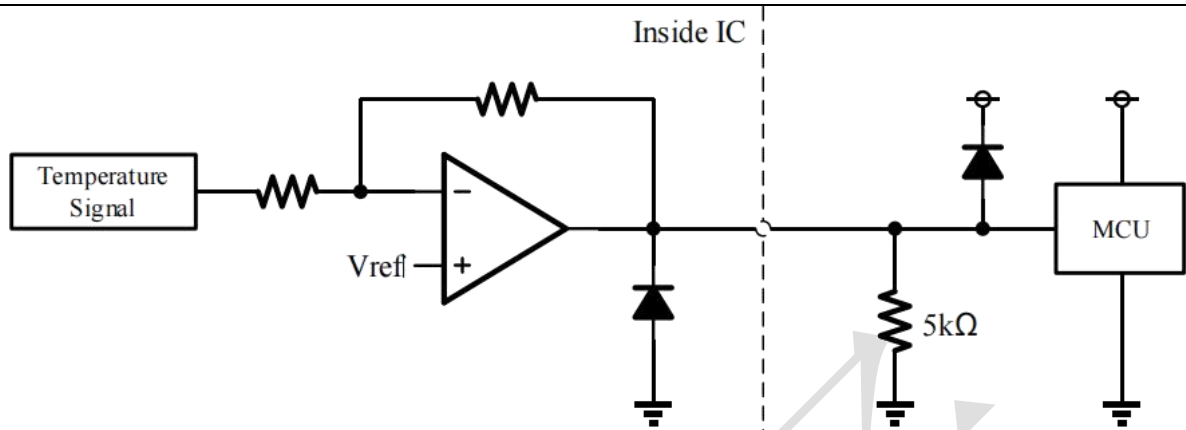 Inside IC
Temperature
Signal
−
Vref
+
5kΩ
MCU